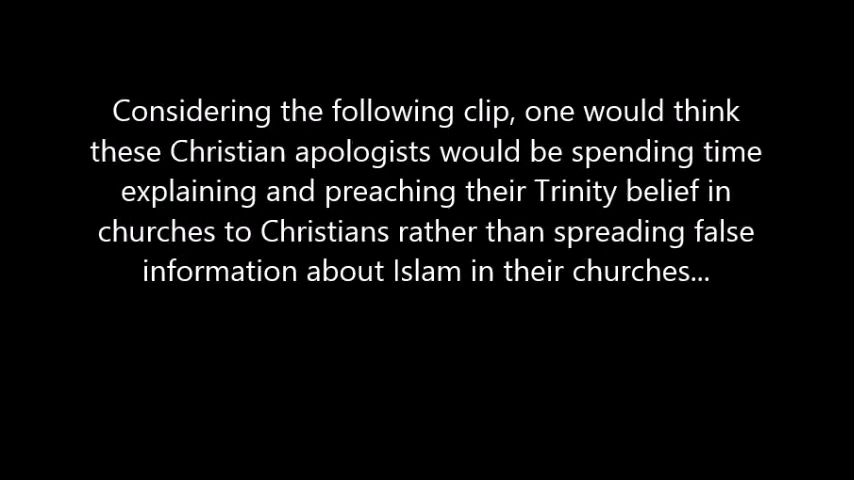 Considering the following clip, one would think
these Christian apologists would be spending time
explaining and preaching their Trinity belief in
churches to Christians rather than spreading false
information about Islam in their churches...